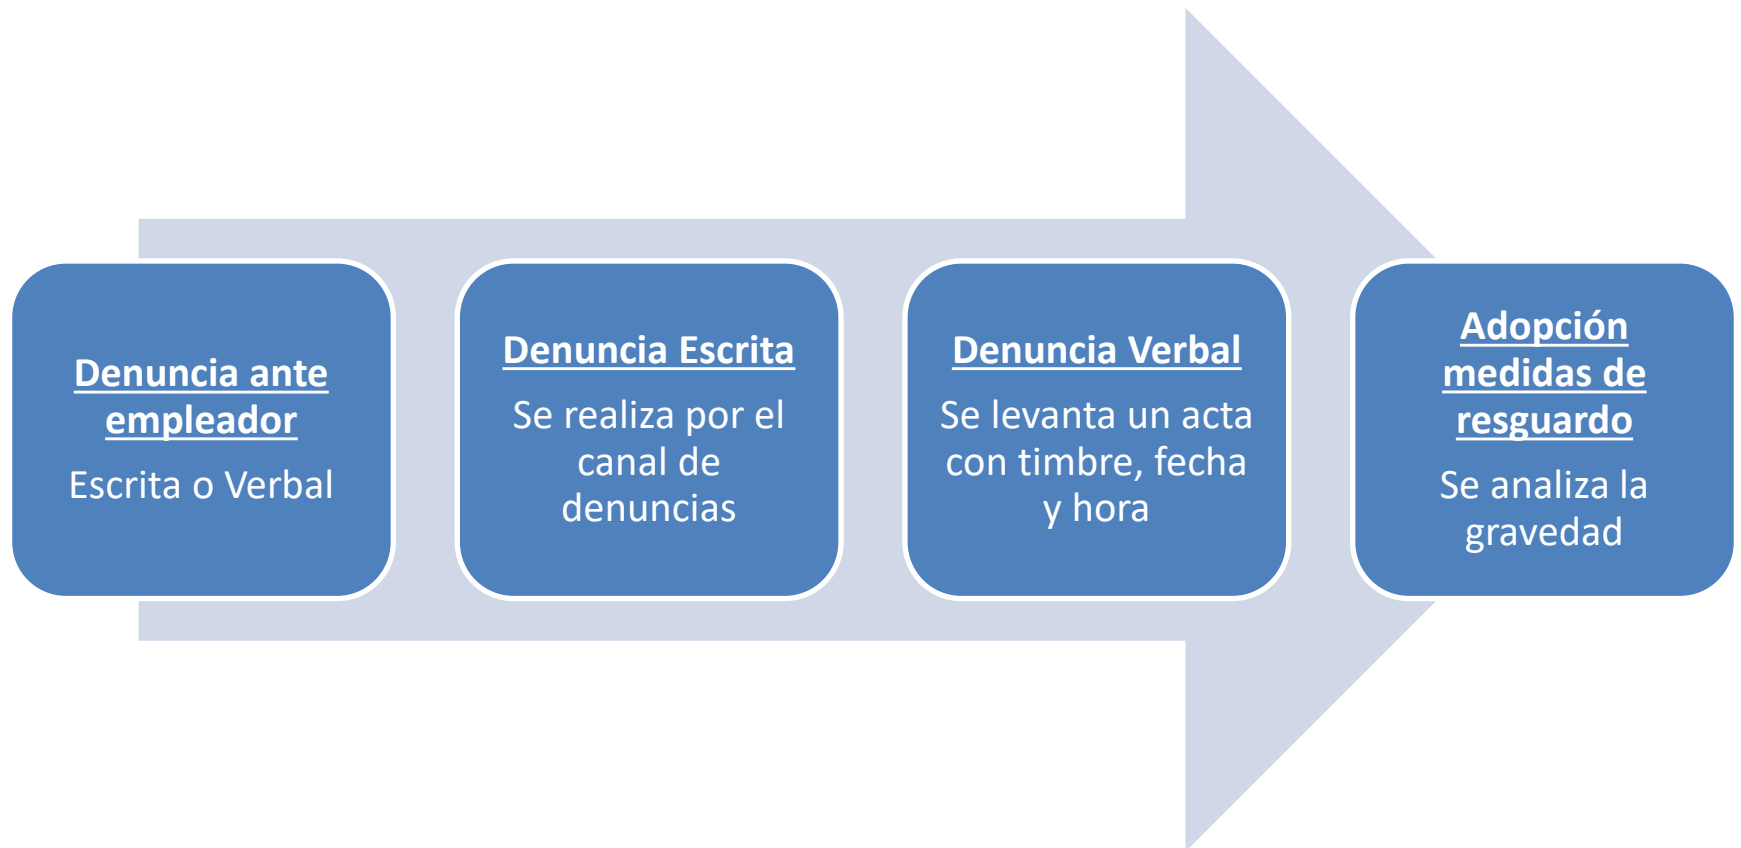 Denuncia ante
empleador
Escrita o Verbal
Denuncia Escrita
Se realiza por el
canal de
denuncias
Denuncia Verbal
Se levanta un acta
con timbre, fecha
y hora
Adopción
medidas de
resguardo
Se analiza la
gravedad